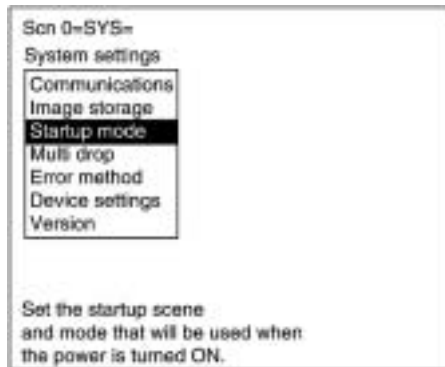 Scn 0=SYS=
System settings
Communications
Image storage
Startup mode
Multi drop
Error method
Device settings
Version
Set the startup scene
and mode that will be used when
the power is turned ON.